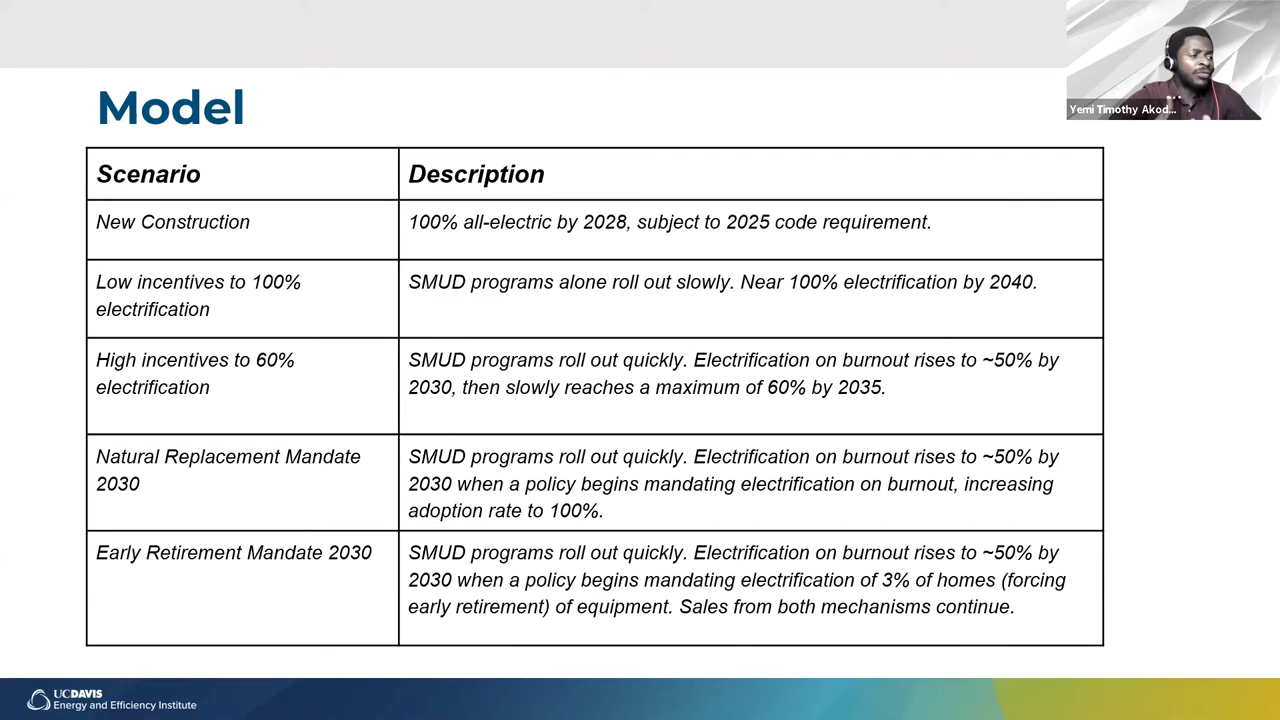 Model
Yemi Timothy Akod...
Scenario
Description
New Construction
100% all-electric by 2028, subject to 2025 code requirement.
Low incentives to 100%
electrification
SMUD programs alone roll out slowly. Near 100% electrification by 2040.
High incentives to 60%
electrification
SMUD programs roll out quickly. Electrification on burnout rises to ~50% by
2030, then slowly reaches a maximum of 60% by 2035.
Natural Replacement Mandate
2030
SMUD programs roll out quickly. Electrification on burnout rises to ~50% by
2030 when a policy begins mandating electrification on burnout, increasing
adoption rate to 100%.
Early Retirement Mandate 2030
SMUD programs roll out quickly. Electrification on burnout rises to ~50% by
2030 when a policy begins mandating electrification of 3% of homes (forcing
early retirement) of equipment. Sales from both mechanisms continue.
UCDAVIS
Energy and Efficiency Institute